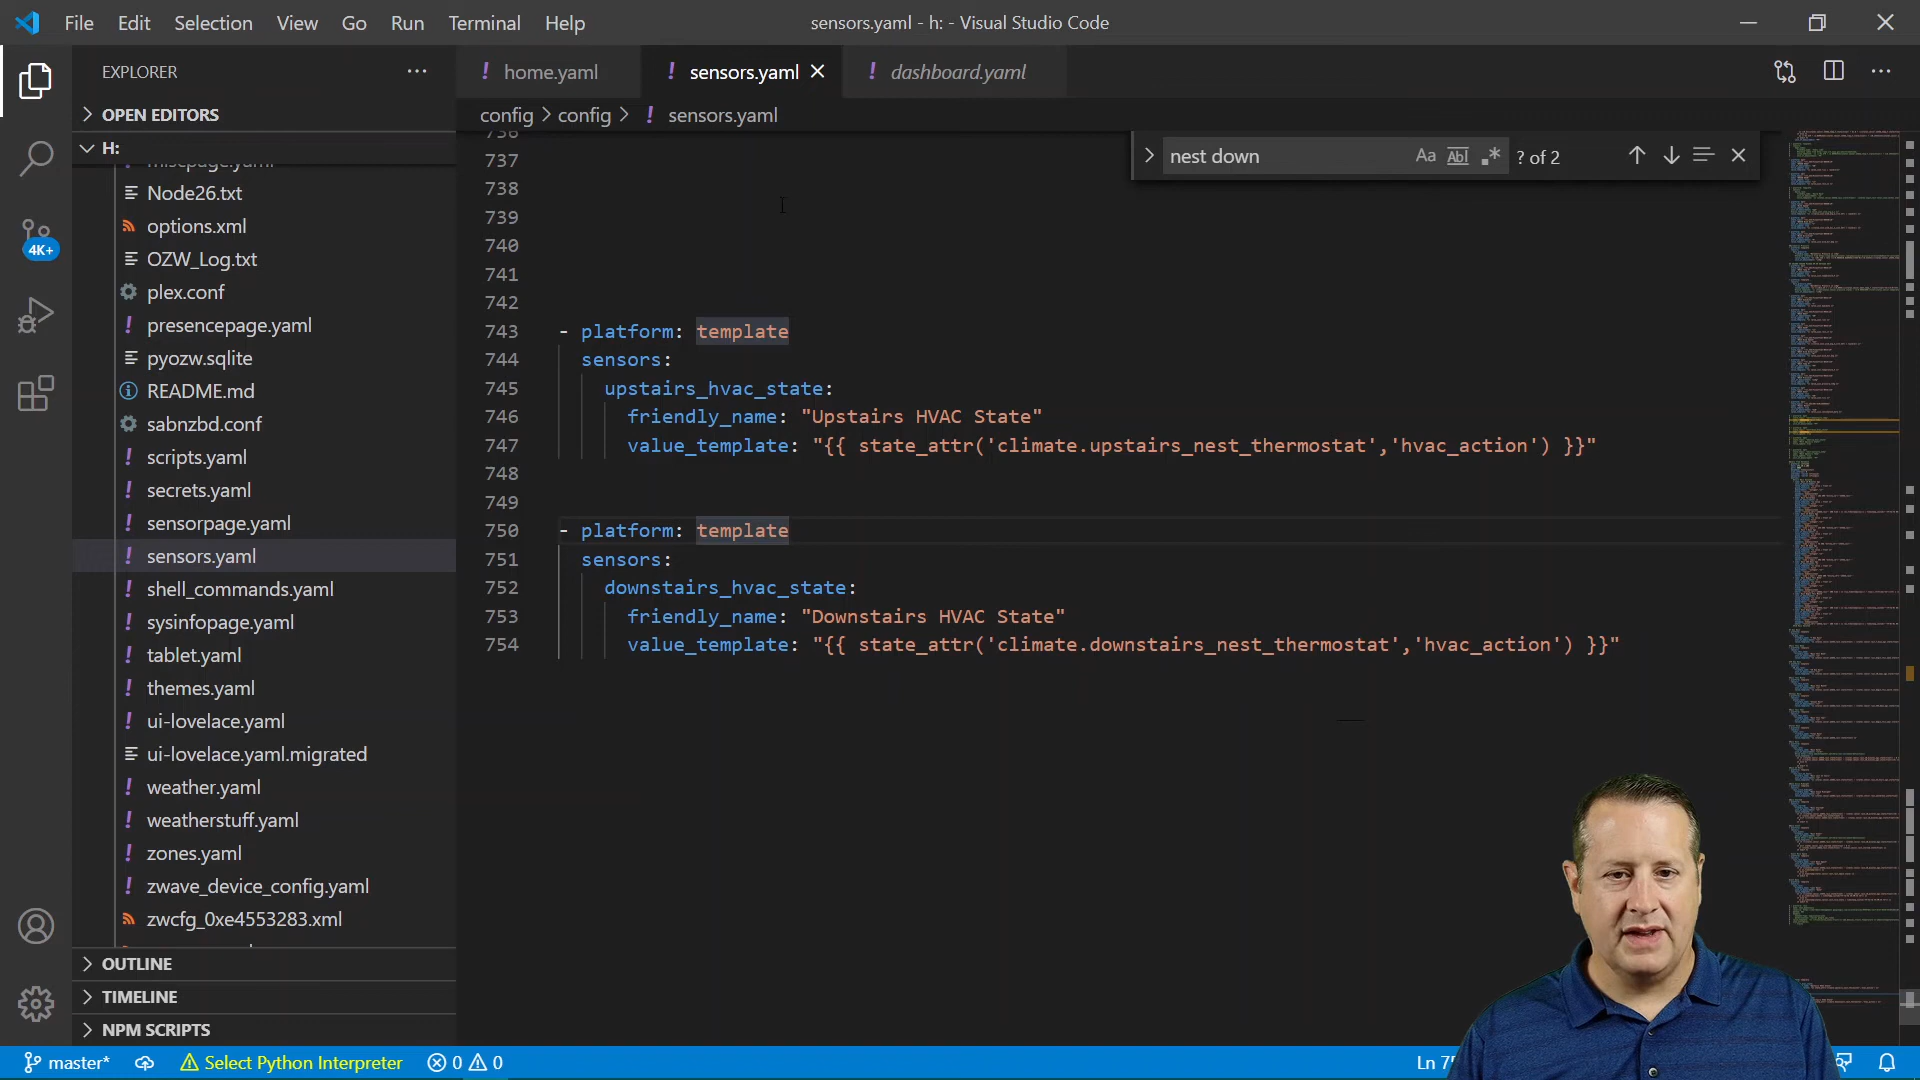 File Edit Selection View Go Run Terminal Help
sensors.yaml - h: - Visual Studio Code
EXPLORER
! home.yaml
! sensors.yaml
! dashboard.yaml
OPEN EDITORS
config > config > ! sensors.yaml
H:
nest down
Aa Abl .*
? of 2
miscpage.yaml
Node26.txt
options.xml
OZW_Log.txt
plex.conf
! presencepage.yaml
pyozw.sqlite
README.md
sabnzbd.conf
! scripts.yaml
! secrets.yaml
! sensorpage.yaml
! sensors.yaml
! shell_commands.yaml
! sysinfopage.yaml
! tablet.yaml
! themes.yaml
! ui-lovelace.yaml
ui-lovelace.yaml.migrated
! weather.yaml
! weatherstuff.yaml
! zones.yaml
! zwave_device_config.yaml
zwcfg_0xe4553283.xml
OUTLINE
TIMELINE
NPM SCRIPTS
4K+
736
737
738
739
740
741
742
743 - platform: template
744 sensors:
745 upstairs_hvac_state:
746 friendly_name: "Upstairs HVAC State"
747 value_template: "{{ state_attr('climate.upstairs_nest_thermostat','hvac_action') }}"
748
749
750 - platform: template
751 sensors:
752 downstairs_hvac_state:
753 friendly_name: "Downstairs HVAC State"
754 value_template: "{{ state_attr('climate.downstairs_nest_thermostat','hvac_action') }}"
master*
Select Python Interpreter
0 0
Ln